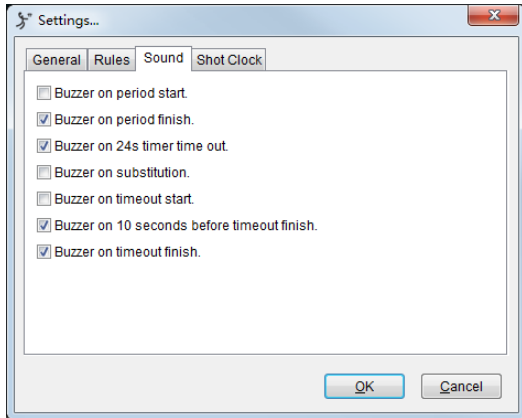 Settings...
General Rules Sound Shot Clock
Buzzer on period start.
Buzzer on period finish.
Buzzer on 24s timer time out.
Buzzer on substitution.
Buzzer on timeout start.
Buzzer on 10 seconds before timeout finish.
Buzzer on timeout finish.
OK Cancel